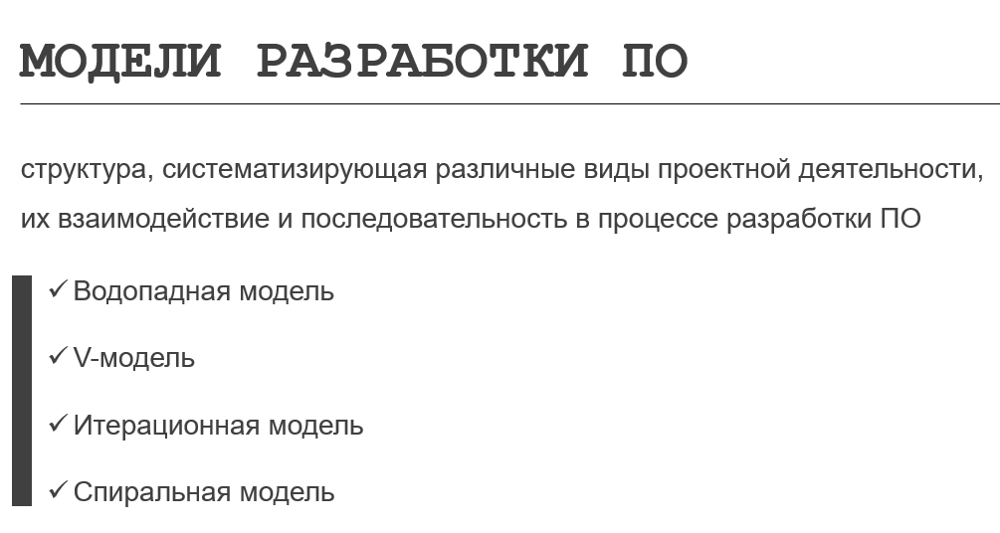 МОДЕЛИ РАЗРАБОТКИ ПО
структура, систематизирующая различные виды проектной деятельности,
их взаимодействие и последовательность в процессе разработки ПО
✓ Водопадная модель
✓ V-модель
✓ Итерационная модель
✓ Спиральная модель